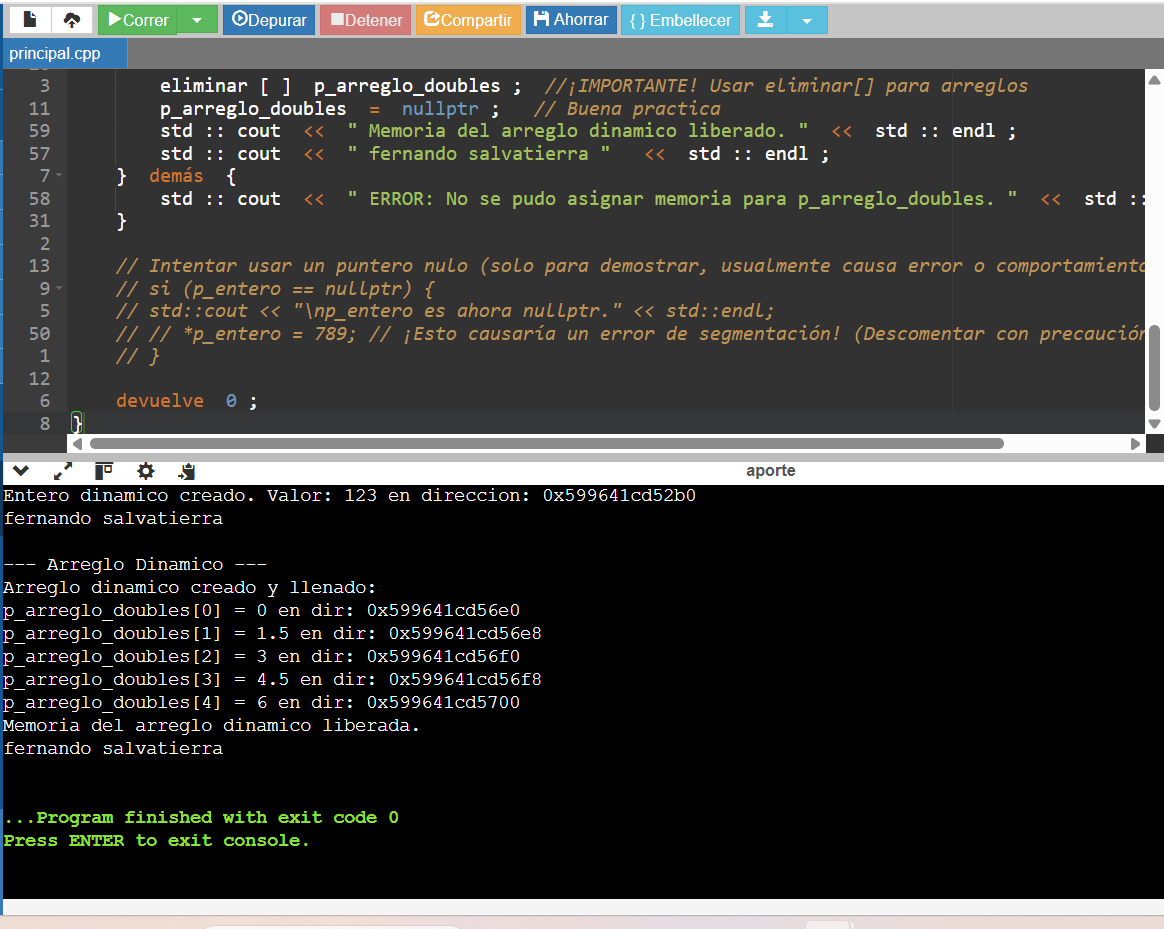 Correr Depurar Detener Compartir Ahorrar { } Embellecer
principal.cpp
3 eliminar [ ] p_arreglo_doubles ; //¡IMPORTANTE! Usar eliminar[] para arreglos
11 p_arreglo_doubles = nullptr ; // Buena practica
59 std :: cout << " Memoria del arreglo dinamico liberado. " << std :: endl ;
57 std :: cout << " fernando salvatierra " << std :: endl ;
7 } demás {
58 std :: cout << " ERROR: No se pudo asignar memoria para p_arreglo_doubles. " << std ::
31 }
2
13 // Intentar usar un puntero nulo (solo para demostrar, usualmente causa error o comportamiento
9 // si (p_entero == nullptr) {
5 // std::cout << "\np_entero es ahora nullptr." << std::endl;
50 // // *p_entero = 789; // ¡Esto causaría un error de segmentación! (Descomentar con precaución
1 // }
12
6 devuelve 0 ;
8 }
aporte
Entero dinamico creado. Valor: 123 en direccion: 0x599641cd52b0
fernando salvatierra
--- Arreglo Dinamico ---
Arreglo dinamico creado y llenado:
p_arreglo_doubles[0] = 0 en dir: 0x599641cd56e0
p_arreglo_doubles[1] = 1.5 en dir: 0x599641cd56e8
p_arreglo_doubles[2] = 3 en dir: 0x599641cd56f0
p_arreglo_doubles[3] = 4.5 en dir: 0x599641cd56f8
p_arreglo_doubles[4] = 6 en dir: 0x599641cd5700
Memoria del arreglo dinamico liberada.
fernando salvatierra
...Program finished with exit code 0
Press ENTER to exit console.